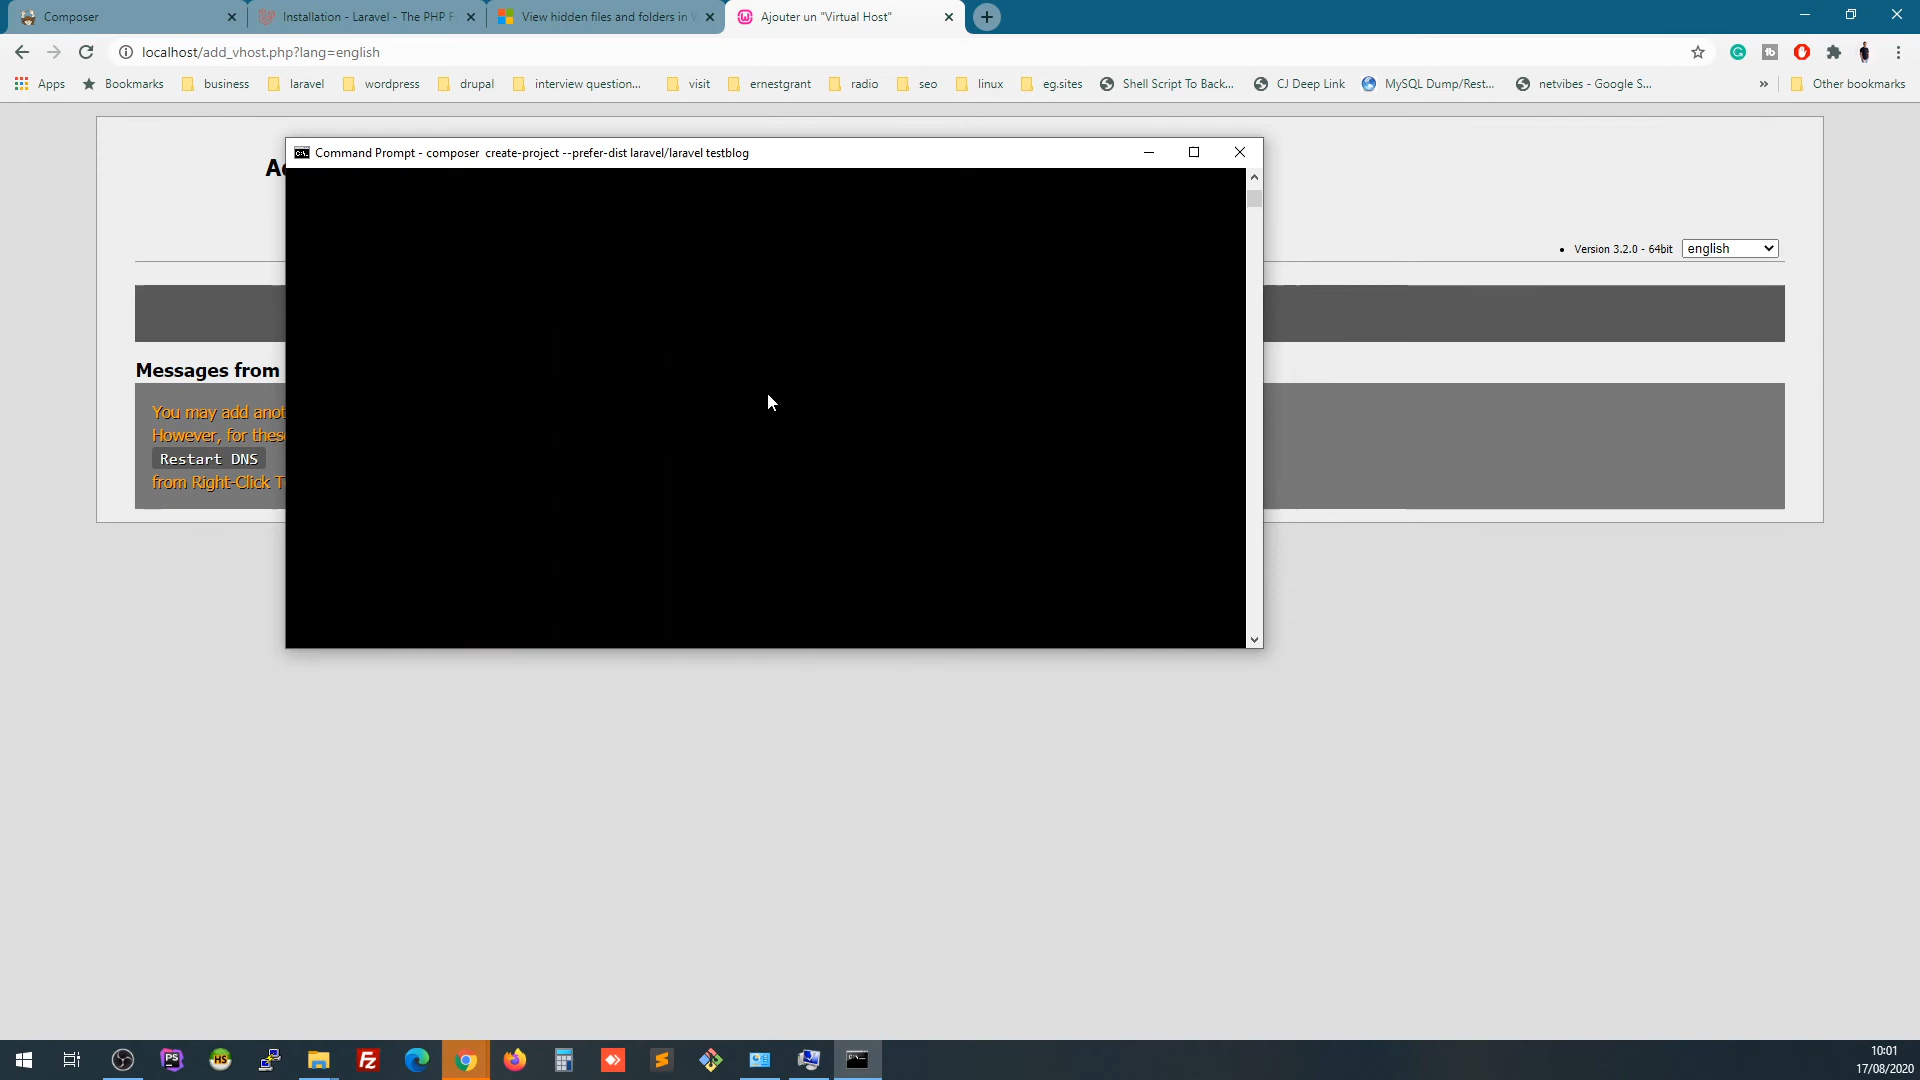 Composer
Installation - Laravel - The PHP F
View hidden files and folders in W
Ajouter un "Virtual Host"
localhost/add_vhost.php?lang=english
Apps
Bookmarks
business
laravel
wordpress
drupal
interview question...
visit
ernestgrant
radio
seo
linux
eg.sites
Shell Script To Back...
CJ Deep Link
MySQL Dump/Rest...
netvibes - Google S...
»
Other bookmarks
Command Prompt - composer  create-project --prefer-dist laravel/laravel testblog
Version 3.2.0 - 64bit
english
Messages from
You may add anot
However, for these
Restart DNS
from Right-Click T
10:01
17/08/2020